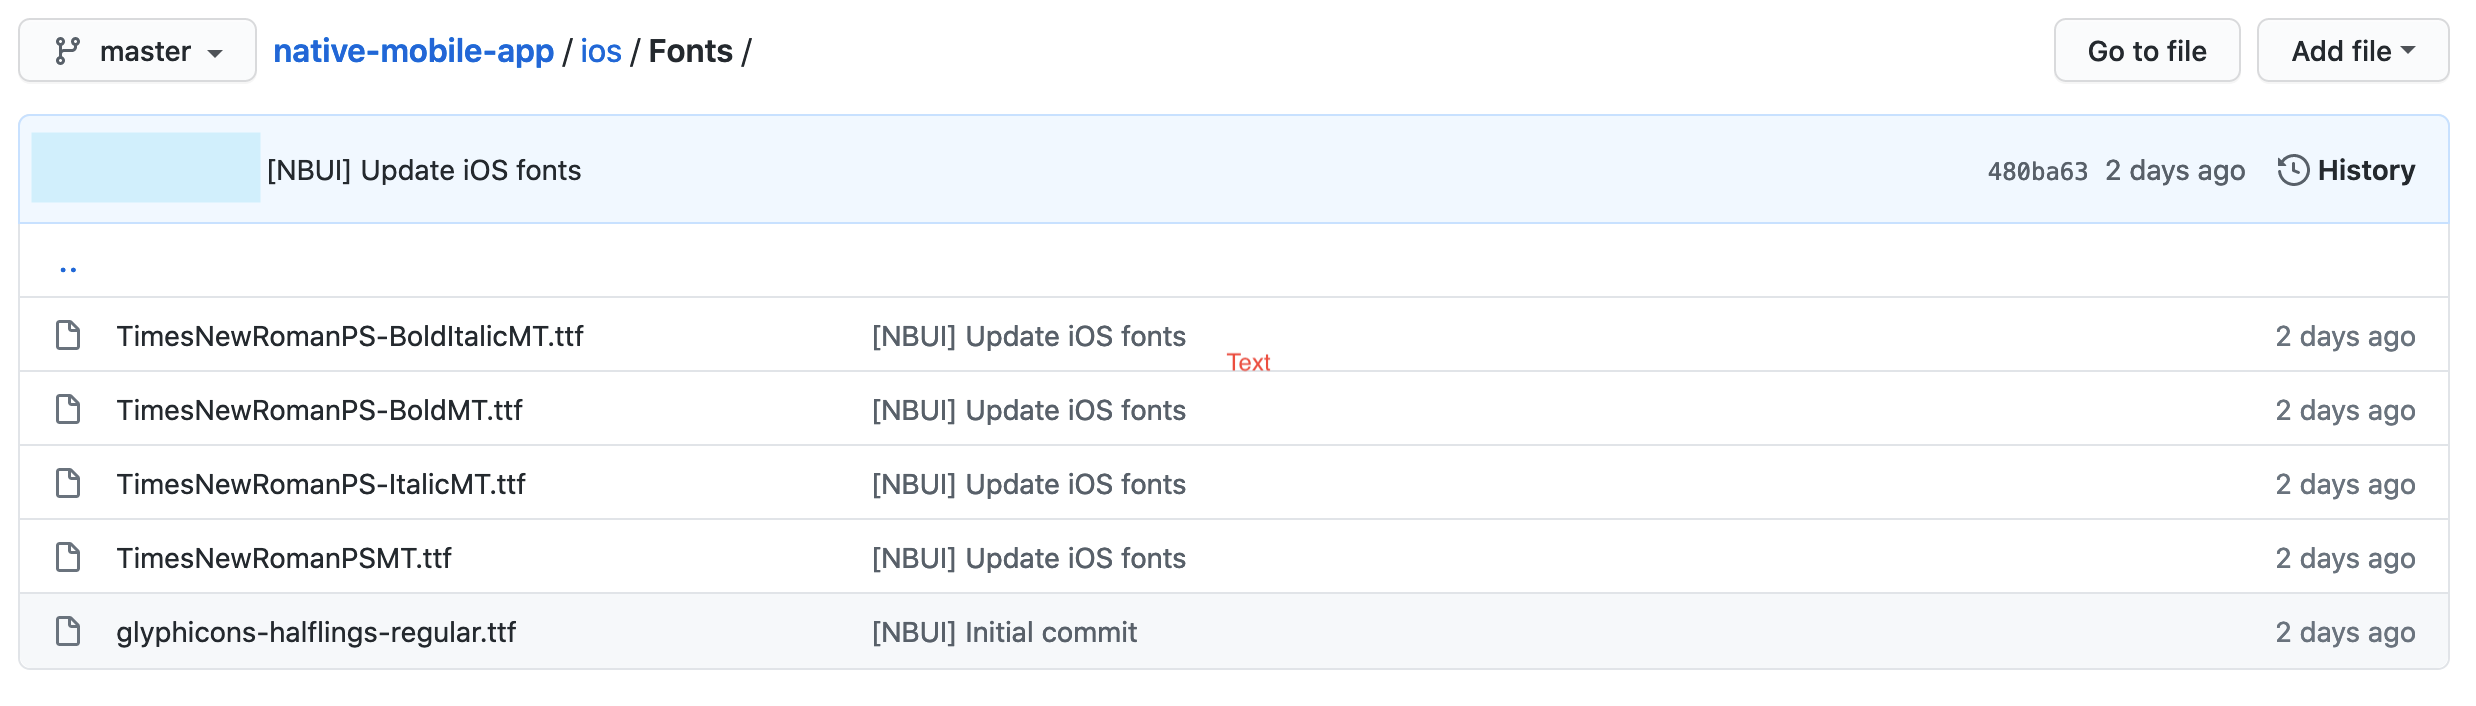 master native-mobile-app / ios / Fonts / Go to file Add file
[NBUI] Update iOS fonts 480ba63 2 days ago History
..
TimesNewRomanPS-BoldItalicMT.ttf [NBUI] Update iOS fonts 2 days ago
Text
TimesNewRomanPS-BoldMT.ttf [NBUI] Update iOS fonts 2 days ago
TimesNewRomanPS-ItalicMT.ttf [NBUI] Update iOS fonts 2 days ago
TimesNewRomanPSMT.ttf [NBUI] Update iOS fonts 2 days ago
glyphicons-halflings-regular.ttf [NBUI] Initial commit 2 days ago